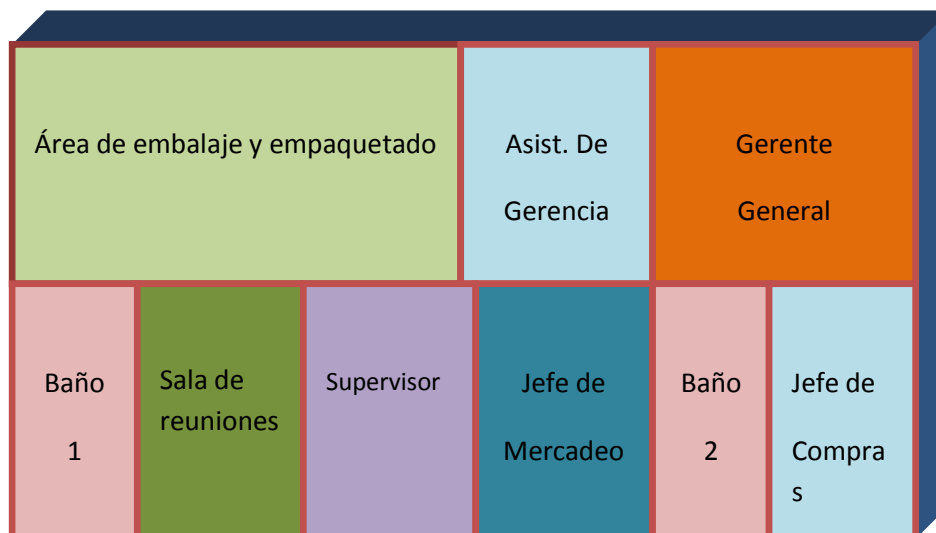 Área de embalaje y empaquetado
Asist. De
Gerencia
Gerente
General
Baño
1
Sala de
reuniones
Supervisor
Jefe de
Mercadeo
Baño
2
Jefe de
Compra
s